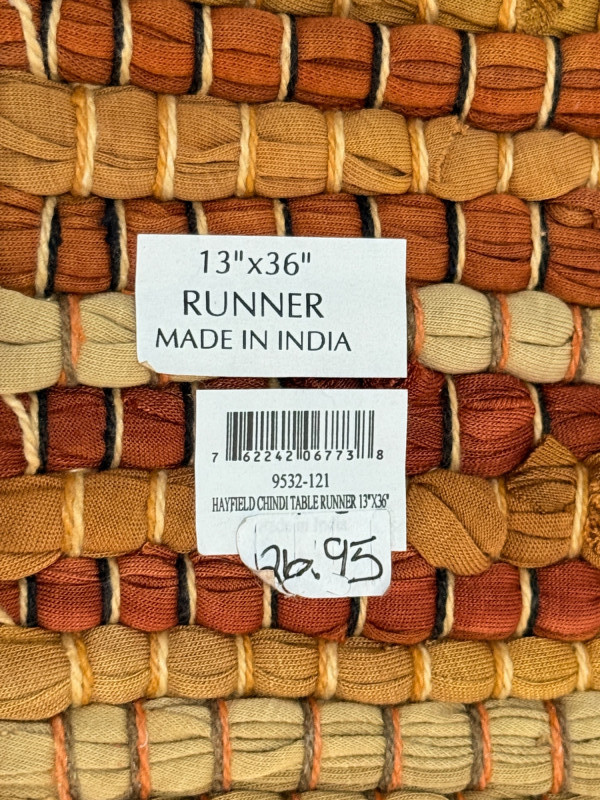 13"x36"
RUNNER
MADE IN INDIA
7 62242 06773 8
9532-121
HAYFIELD CHINDI TABLE RUNNER 13"X36"
26.95